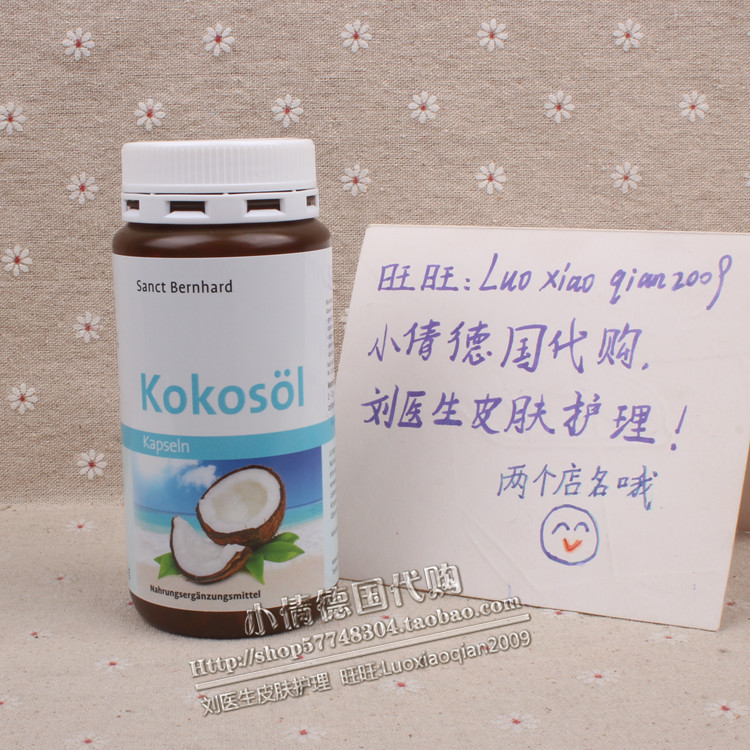 Sanct Bernhard
Kokosöl
Kapseln
Nahrungsergänzungsmittel
旺旺:Luo xiao qian2009
小倩德国代购.
刘医生皮肤护理!
两个店名哦
小倩德国代购
Http://shop57748304.taobao.com
刘医生皮肤护理 旺旺:Luoxiaoqian2009